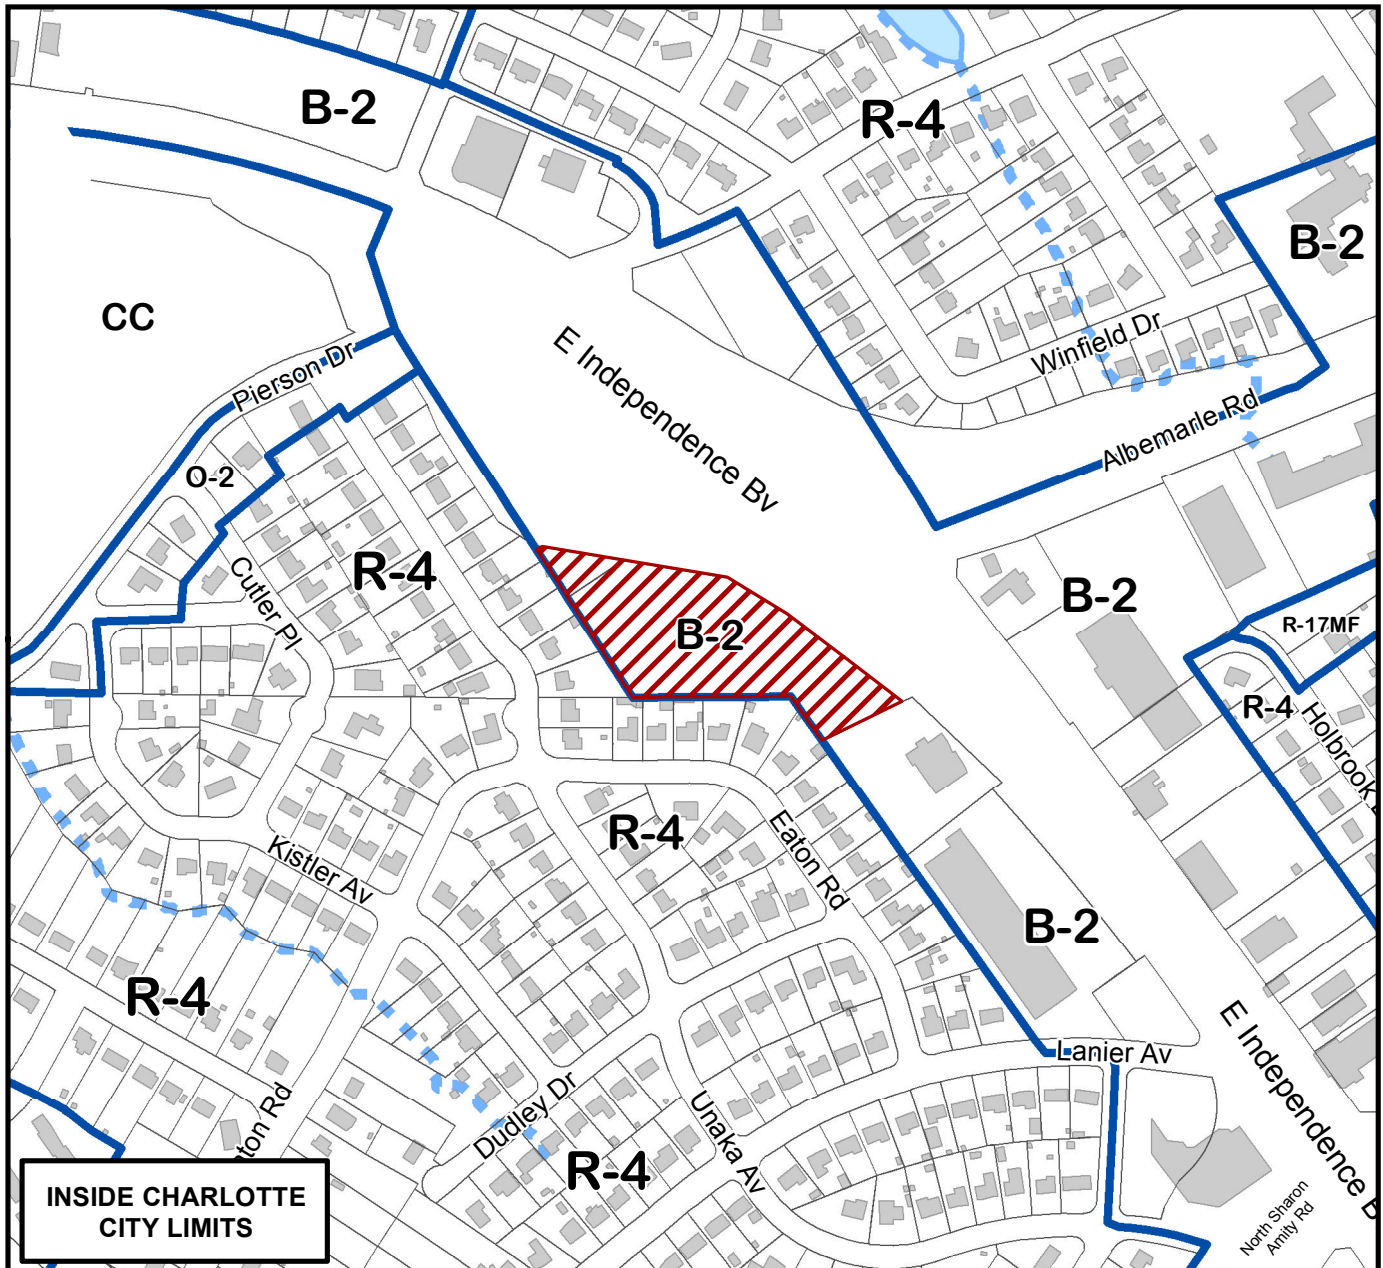 B-2
R-4
B-2
CC
E Independence Bv
Winfield Dr
Pierson Dr
Albemarle Rd
O-2
R-4
Cutler Pl
B-2
B-2
R-17MF
R-4
Holbrook
R-4
Eaton Rd
Kistler Av
B-2
R-4
E Independence B
Lanier Av
Dudley Dr
Unaka Av
R-4
North Sharon
Amity Rd
INSIDE CHARLOTTE
CITY LIMITS